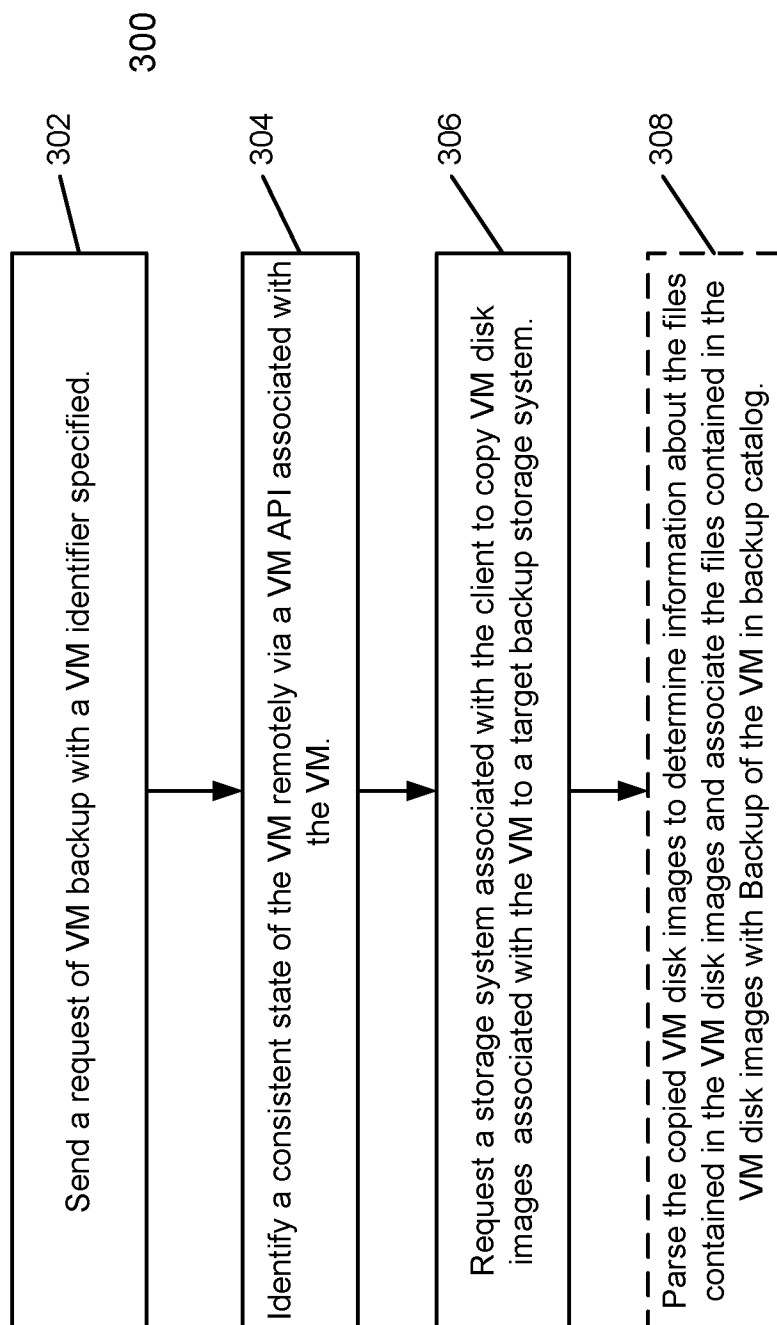 300
302
Send a request of VM backup with a VM identifier specified.
304
Identify a consistent state of the VM remotely via a VM API associated with
the VM.
306
Request a storage system associated with the client to copy VM disk
images associated with the VM to a target backup storage system.
308
Parse the copied VM disk images to determine information about the files
contained in the VM disk images and associate the files contained in the
VM disk images with Backup of the VM in backup catalog.